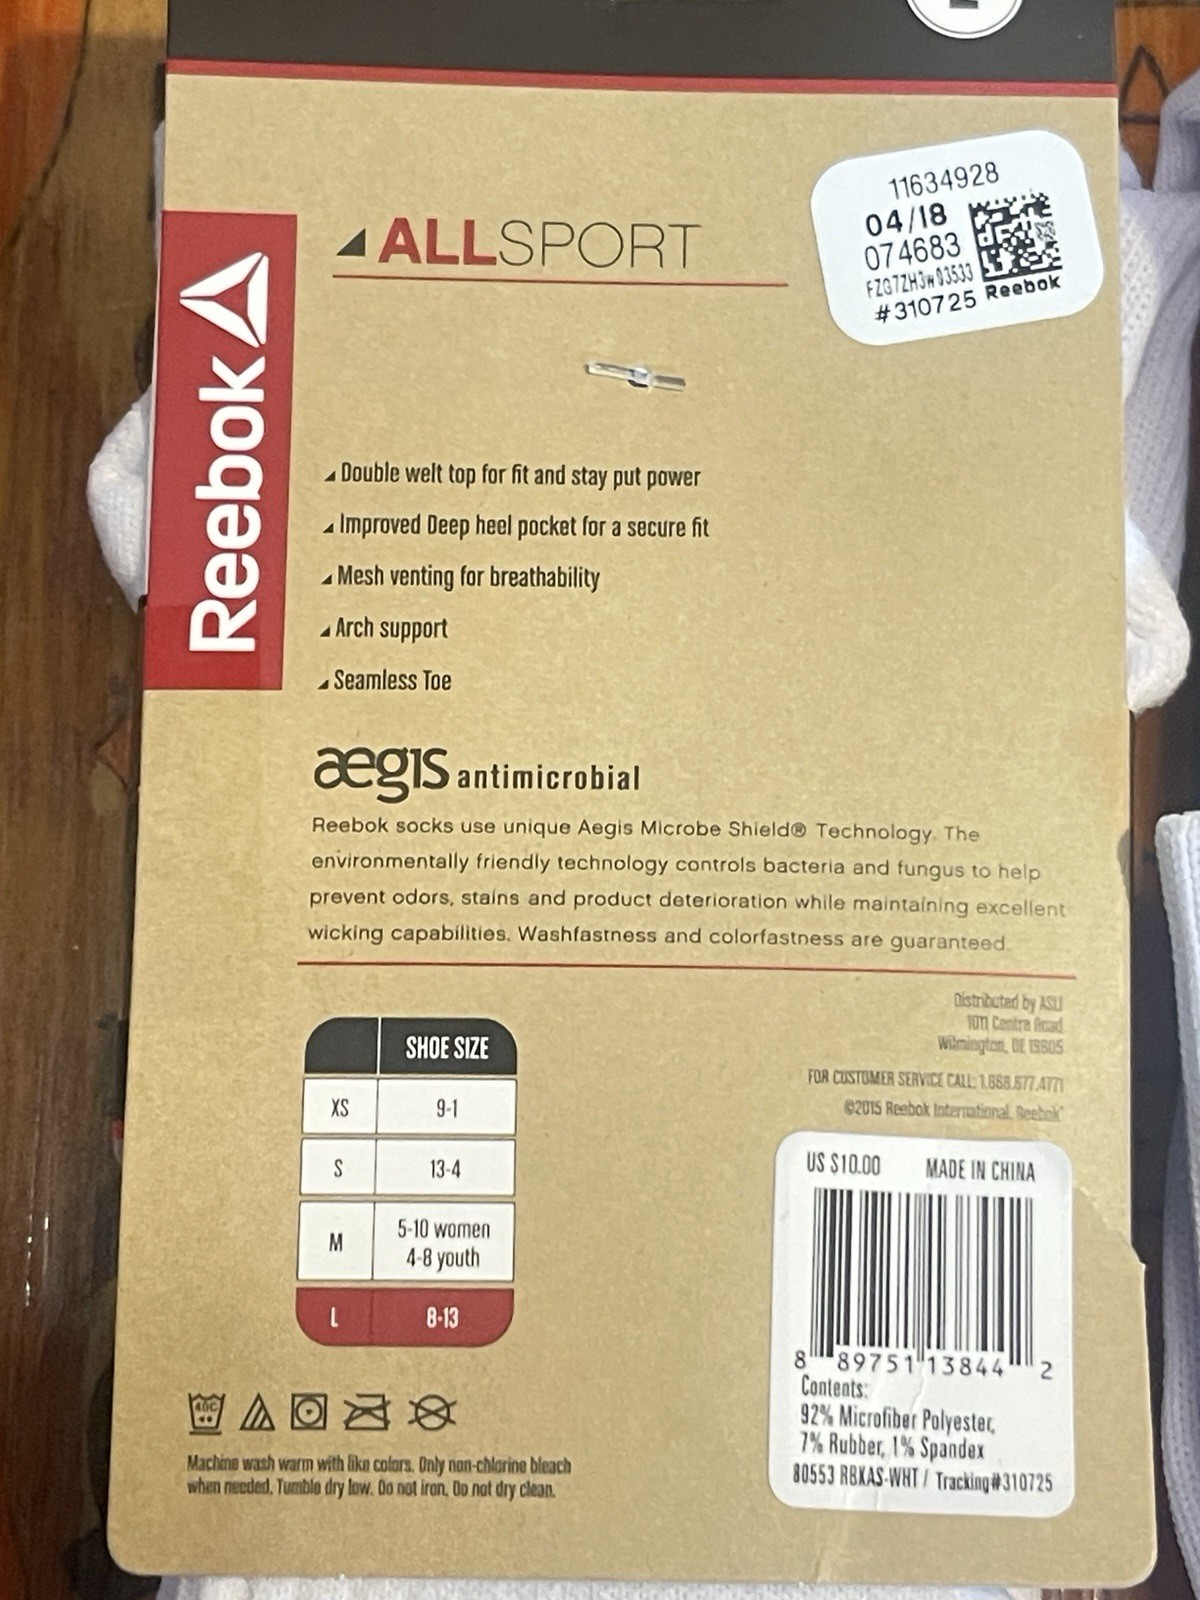 11634928
04/18
074683
FZG7ZH3w03533
#310725 Reebok
ALLSPORT
Reebok
Double welt top for fit and stay put power
Improved Deep heel pocket for a secure fit
Mesh venting for breathability
Arch support
Seamless Toe
aegis antimicrobial
Reebok socks use unique Aegis Microbe Shield® Technology. The
environmentally friendly technology controls bacteria and fungus to help
prevent odors, stains and product deterioration while maintaining excellent
wicking capabilities. Washfastness and colorfastness are guaranteed.
Distributed by ASLI
1011 Centre Road
Wilmington, DE 19805
FOR CUSTOMER SERVICE CALL: 1.868.677.4771
©2015 Reebok International. Reebok
SHOE SIZE
XS 9-1
S 13-4
M 5-10 women
4-8 youth
L 8-13
US $10.00 MADE IN CHINA
8 89751 13844 2
Contents:
92% Microfiber Polyester,
7% Rubber, 1% Spandex
80553 RBXAS-WHT / Tracking#310725
40C
Machine wash warm with like colors. Only non-chlorine bleach
when needed. Tumble dry low. Do not iron. Do not dry clean.